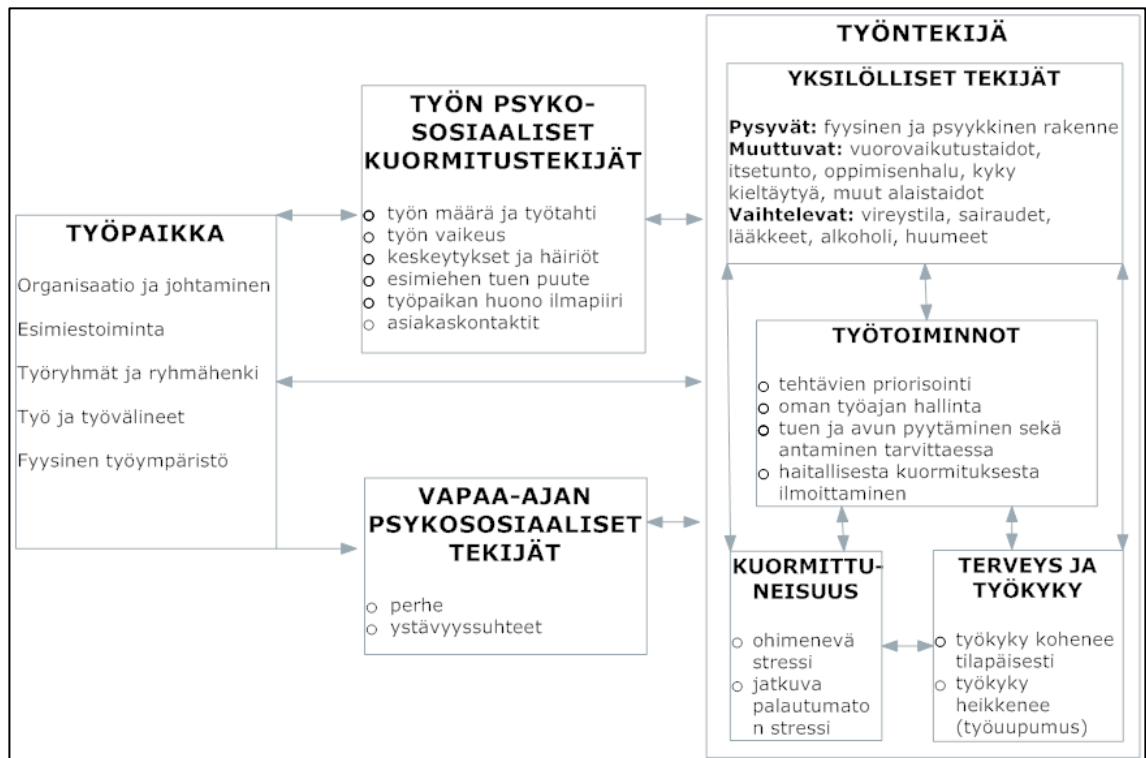 TYÖPAIKKA
Organisaatio ja johtaminen
Esimiestoiminta
Työryhmät ja ryhmähenki
Työ ja työvälineet
Fyysinen työympäristö
TYÖN PSYKO-
SOSIAALISET
KUORMITUSTEKIJÄT
työn määrä ja työtahti
työn vaikeus
keskeytykset ja häiriöt
esimiehen tuen puute
työpaikan huono ilmapiiri
asiakaskontaktit
VAPAA-AJAN
PSYKOSOSIAALISET
TEKIJÄT
perhe
ystävyyssuhteet
TYÖNTEKIJÄ
YKSILÖLLISET TEKIJÄT
Pysyvät: fyysinen ja psyykkinen rakenne
Muuttuvat: vuorovaikutustaidot,
itsetunto, oppimisenhalu, kyky
kieltäytyä, muut alaistaidot
Vaihtelevat: vireystila, sairaudet,
lääkkeet, alkoholi, huumeet
TYÖTOIMINNOT
tehtävien priorisointi
oman työajan hallinta
tuen ja avun pyytäminen sekä
antaminen tarvittaessa
haitallisesta kuormituksesta
ilmoittaminen
KUORMITTU-
NEISUUS
ohimenevä
stressi
jatkuva
palautumato
n stressi
TERVEYS JA
TYÖKYKY
työkyky kohenee
tilapäisesti
työkyky
heikkenee
(työuupumus)